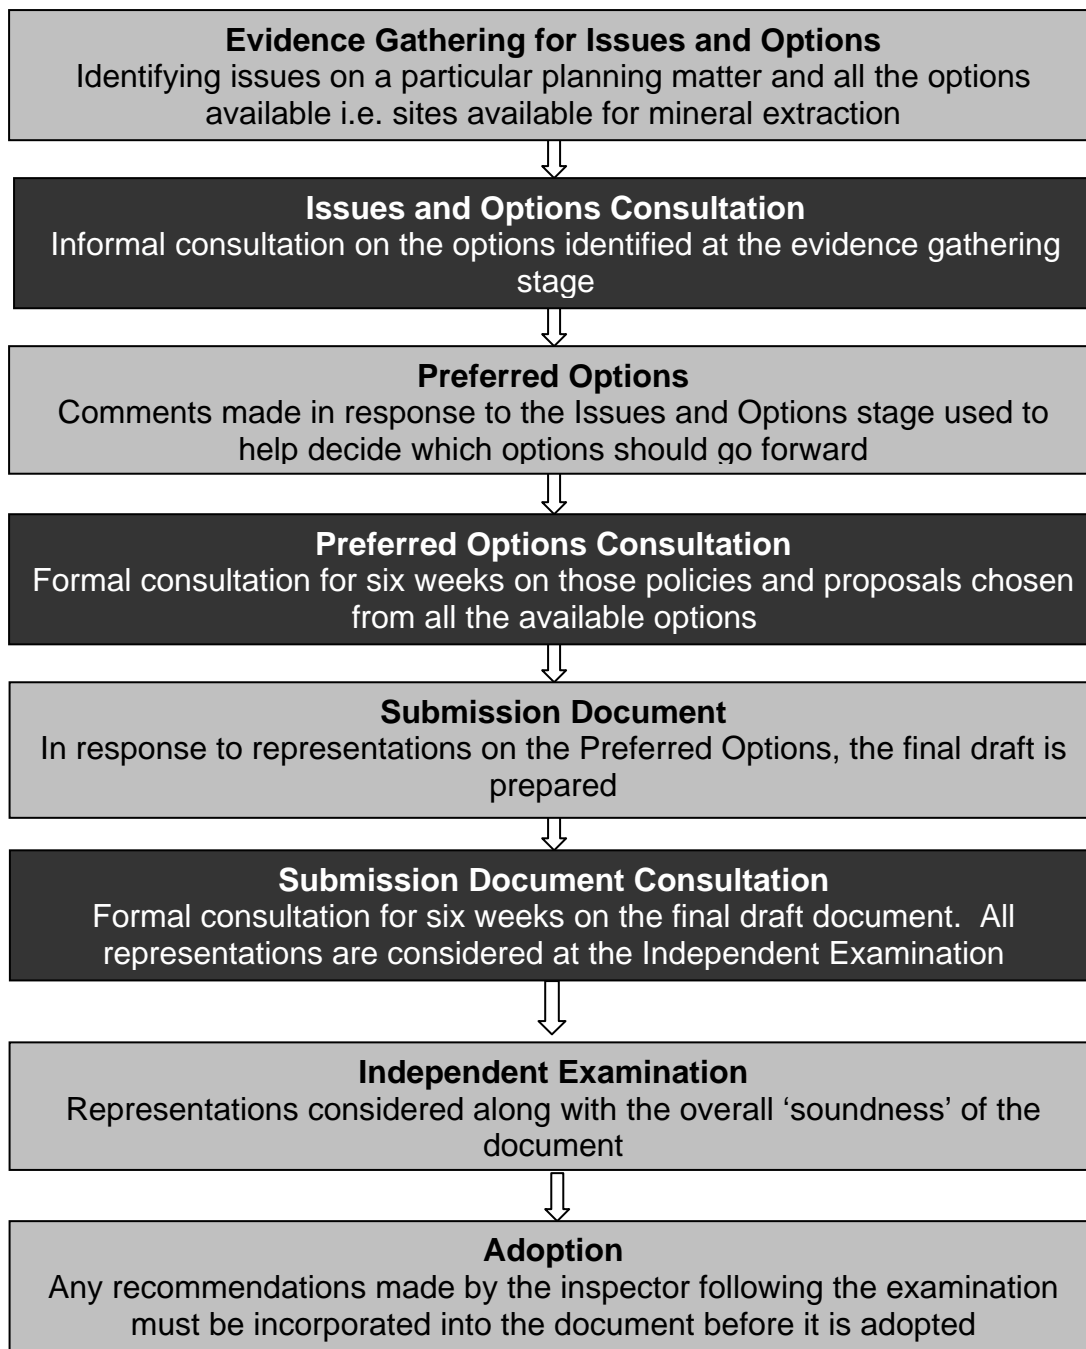 Evidence Gathering for Issues and Options
Identifying issues on a particular planning matter and all the options
available i.e. sites available for mineral extraction
Issues and Options Consultation
Informal consultation on the options identified at the evidence gathering
stage
Preferred Options
Comments made in response to the Issues and Options stage used to
help decide which options should go forward
Preferred Options Consultation
Formal consultation for six weeks on those policies and proposals chosen
from all the available options
Submission Document
In response to representations on the Preferred Options, the final draft is
prepared
Submission Document Consultation
Formal consultation for six weeks on the final draft document.  All
representations are considered at the Independent Examination
Independent Examination
Representations considered along with the overall ‘soundness’ of the
document
Adoption
Any recommendations made by the inspector following the examination
must be incorporated into the document before it is adopted